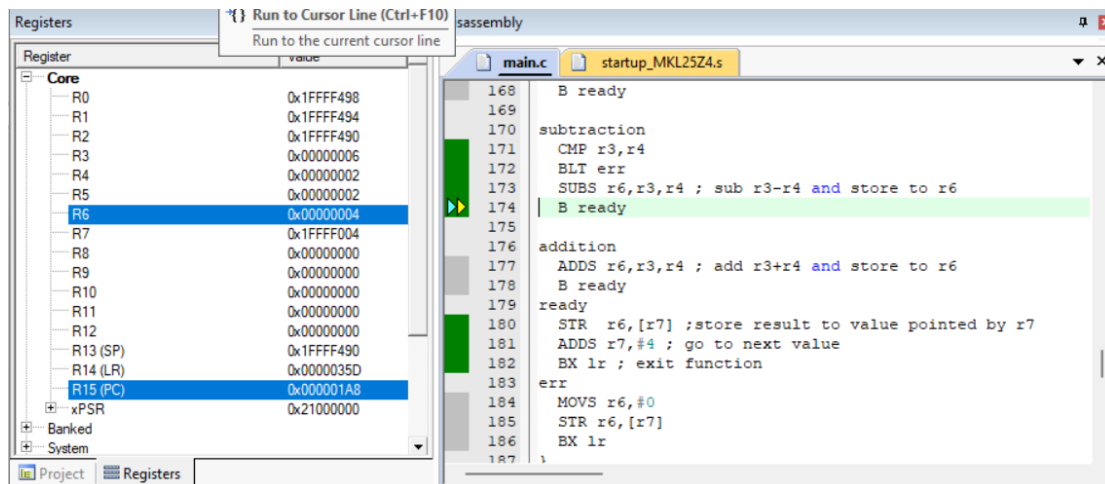 Registers
Run to Cursor Line (Ctrl+F10)
Run to the current cursor line
sassembly
Register
Value
Core
R0 0x1FFFF498
R1 0x1FFFF494
R2 0x1FFFF490
R3 0x00000006
R4 0x00000002
R5 0x00000002
R6 0x00000004
R7 0x1FFFF004
R8 0x00000000
R9 0x00000000
R10 0x00000000
R11 0x00000000
R12 0x00000000
R13 (SP) 0x1FFFF490
R14 (LR) 0x0000035D
R15 (PC) 0x000001A8
xPSR 0x21000000
Banked
System
Project Registers
main.c startup_MKL25Z4.s
168 B ready
169
170 subtraction
171 CMP r3,r4
172 BLT err
173 SUBS r6,r3,r4 ; sub r3-r4 and store to r6
174 B ready
175
176 addition
177 ADDS r6,r3,r4 ; add r3+r4 and store to r6
178 B ready
179 ready
180 STR r6,[r7] ;store result to value pointed by r7
181 ADDS r7,#4 ; go to next value
182 BX lr ; exit function
183 err
184 MOVS r6,#0
185 STR r6,[r7]
186 BX lr
187 }